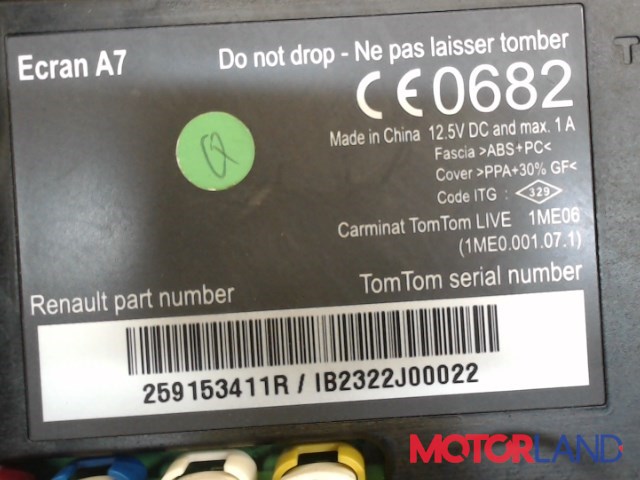 Ecran A7
Do not drop - Ne pas laisser tomber
CE0682
Made in China 12.5V DC and max. 1 A
Fascia >ABS+PC<
Cover >PPA+30% GF<
Code ITG : 329
Carminat TomTom LIVE 1ME06
(1ME0.001.07.1)
Renault part number
TomTom serial number
259153411R / IB2322J00022
MOTORLAND